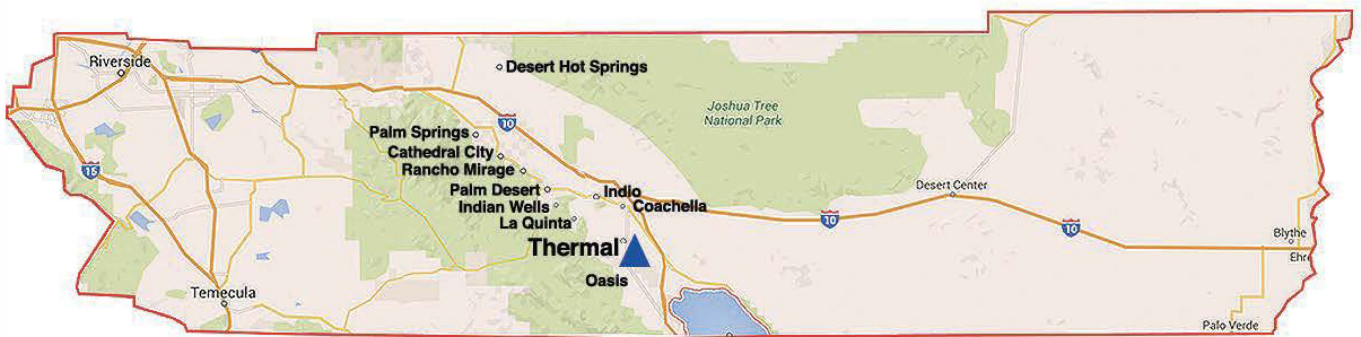 Riverside
Desert Hot Springs
Joshua Tree
National Park
10
Palm Springs
Cathedral City
15
Rancho Mirage
Palm Desert
Indio
Desert Center
Indian Wells
Coachella
La Quinta
10
10
Blythe
Thermal
Ehre
Oasis
Temecula
Palo Verde